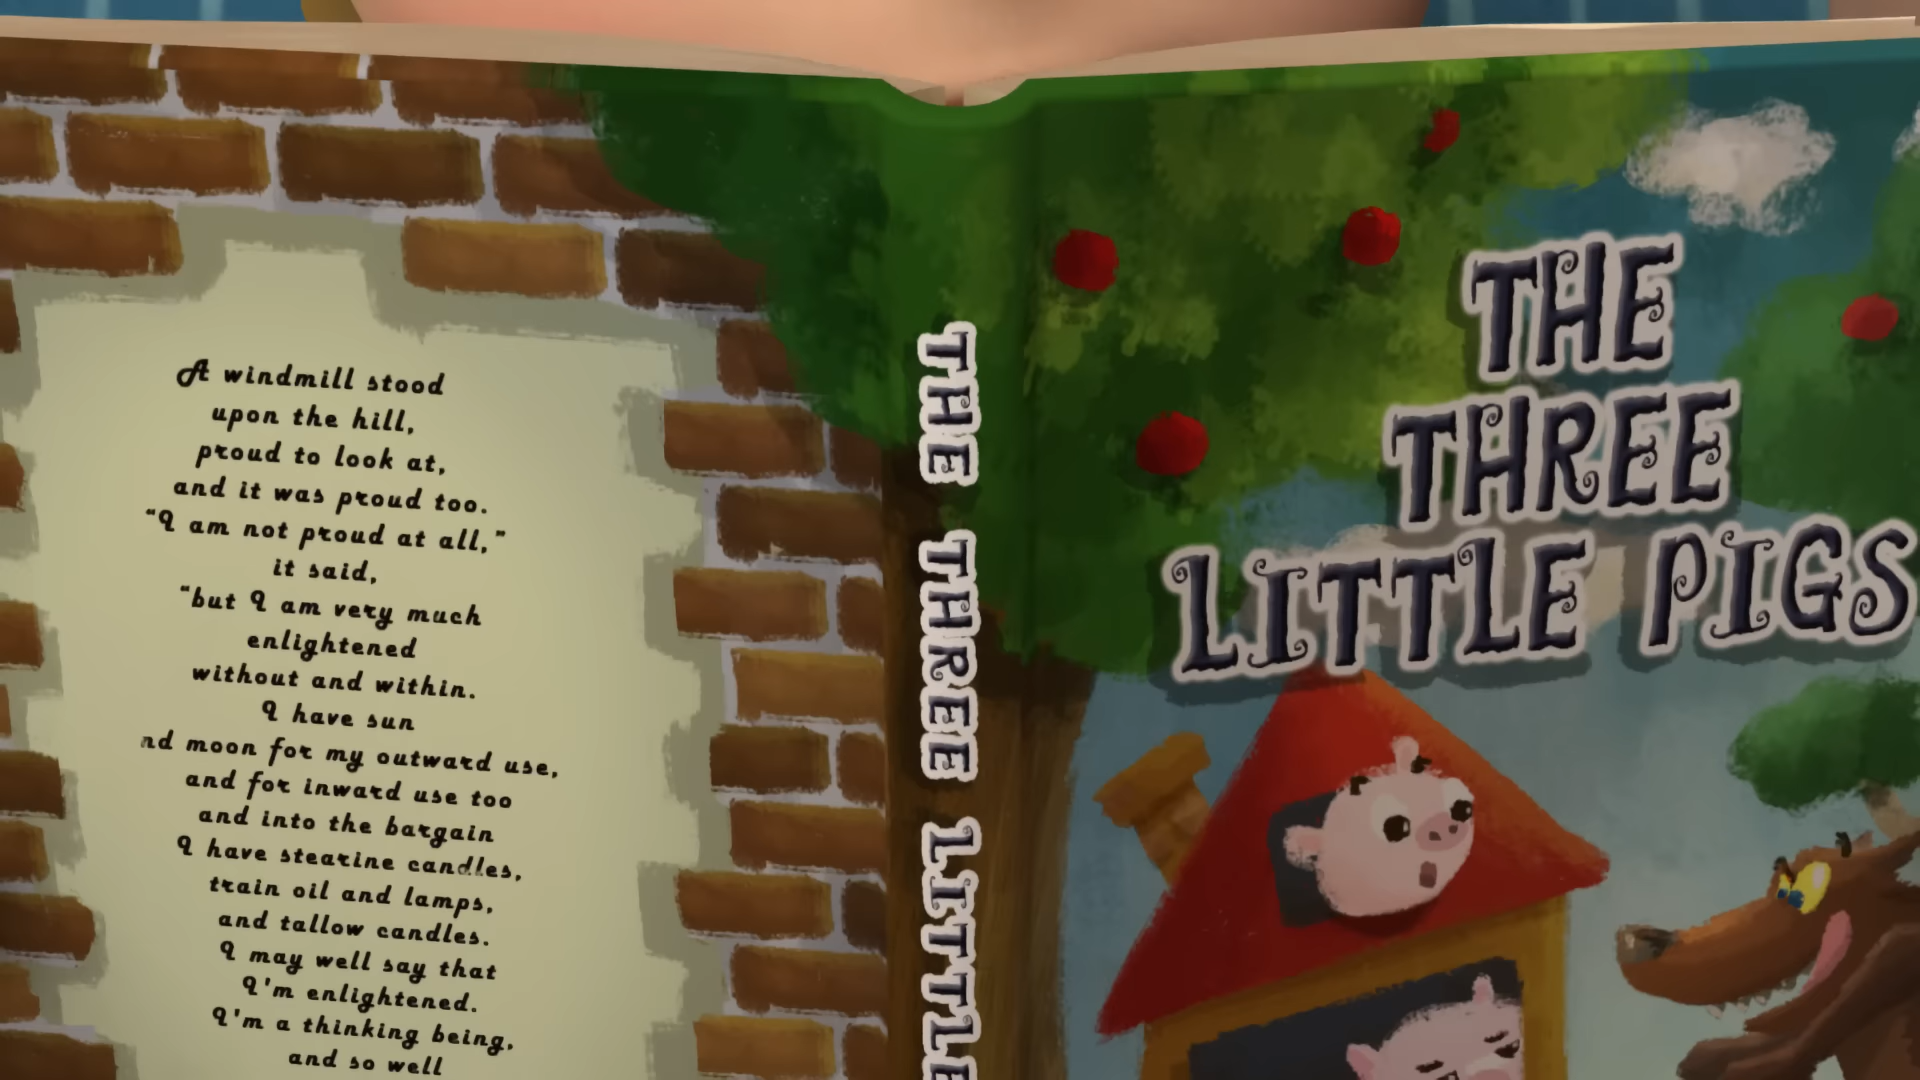 A windmill stood
upon the hill,
proud to look at,
and it was proud too.
“I am not proud at all,”
it said,
“but I am very much
enlightened
without and within.
I have sun
nd moon for my outward use,
and for inward use too
and into the bargain
I have stearine candles,
train oil and lamps,
and tallow candles.
I may well say that
I'm enlightened.
I'm a thinking being,
and so well
THE THREE LITTLE
THE
THREE
LITTLE PIGS